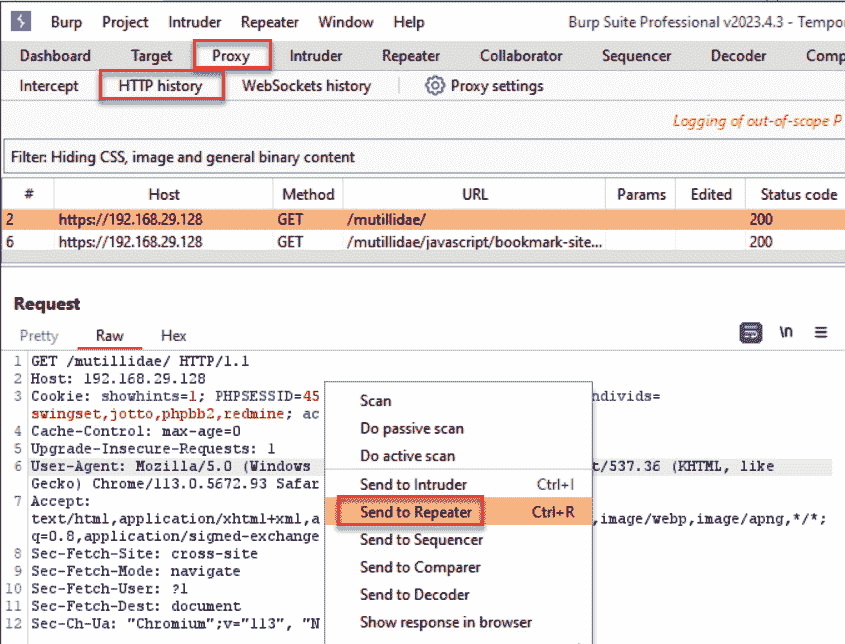 Burp Project Intruder Repeater Window Help Burp Suite Professional v2023.4.3 - Tempo
Dashboard Target Proxy Intruder Repeater Collaborator Sequencer Decoder Comp
Intercept HTTP history WebSockets history Proxy settings
Logging of out-of-scope P
Filter: Hiding CSS, image and general binary content
# Host Method URL Params Edited Status code
2 https://192.168.29.128 GET /mutillidae/ 200
6 https://192.168.29.128 GET /mutillidae/javascript/bookmark-site... 200
Request
Pretty Raw Hex \n
1 GET /mutillidae/ HTTP/1.1
2 Host: 192.168.29.128
3 Cookie: showhints=1; PHPSESSID=45 ndivids=
swingset,jotto,phpbb2,redmine; ac
4 Cache-Control: max-age=0
5 Upgrade-Insecure-Requests: 1
6 User-Agent: Mozilla/5.0 (Windows t/537.36 (KHTML, like
Gecko) Chrome/113.0.5672.93 Safar
7 Accept:
text/html,application/xhtml+xml,a ,image/webp,image/apng,*/*;
q=0.8,application/signed-exchange
8 Sec-Fetch-Site: cross-site
9 Sec-Fetch-Mode: navigate
10 Sec-Fetch-User: ?1
11 Sec-Fetch-Dest: document
12 Sec-Ch-Ua: "Chromium";v="113", "N
Scan
Do passive scan
Do active scan
Send to Intruder Ctrl+I
Send to Repeater Ctrl+R
Send to Sequencer
Send to Comparer
Send to Decoder
Show response in browser